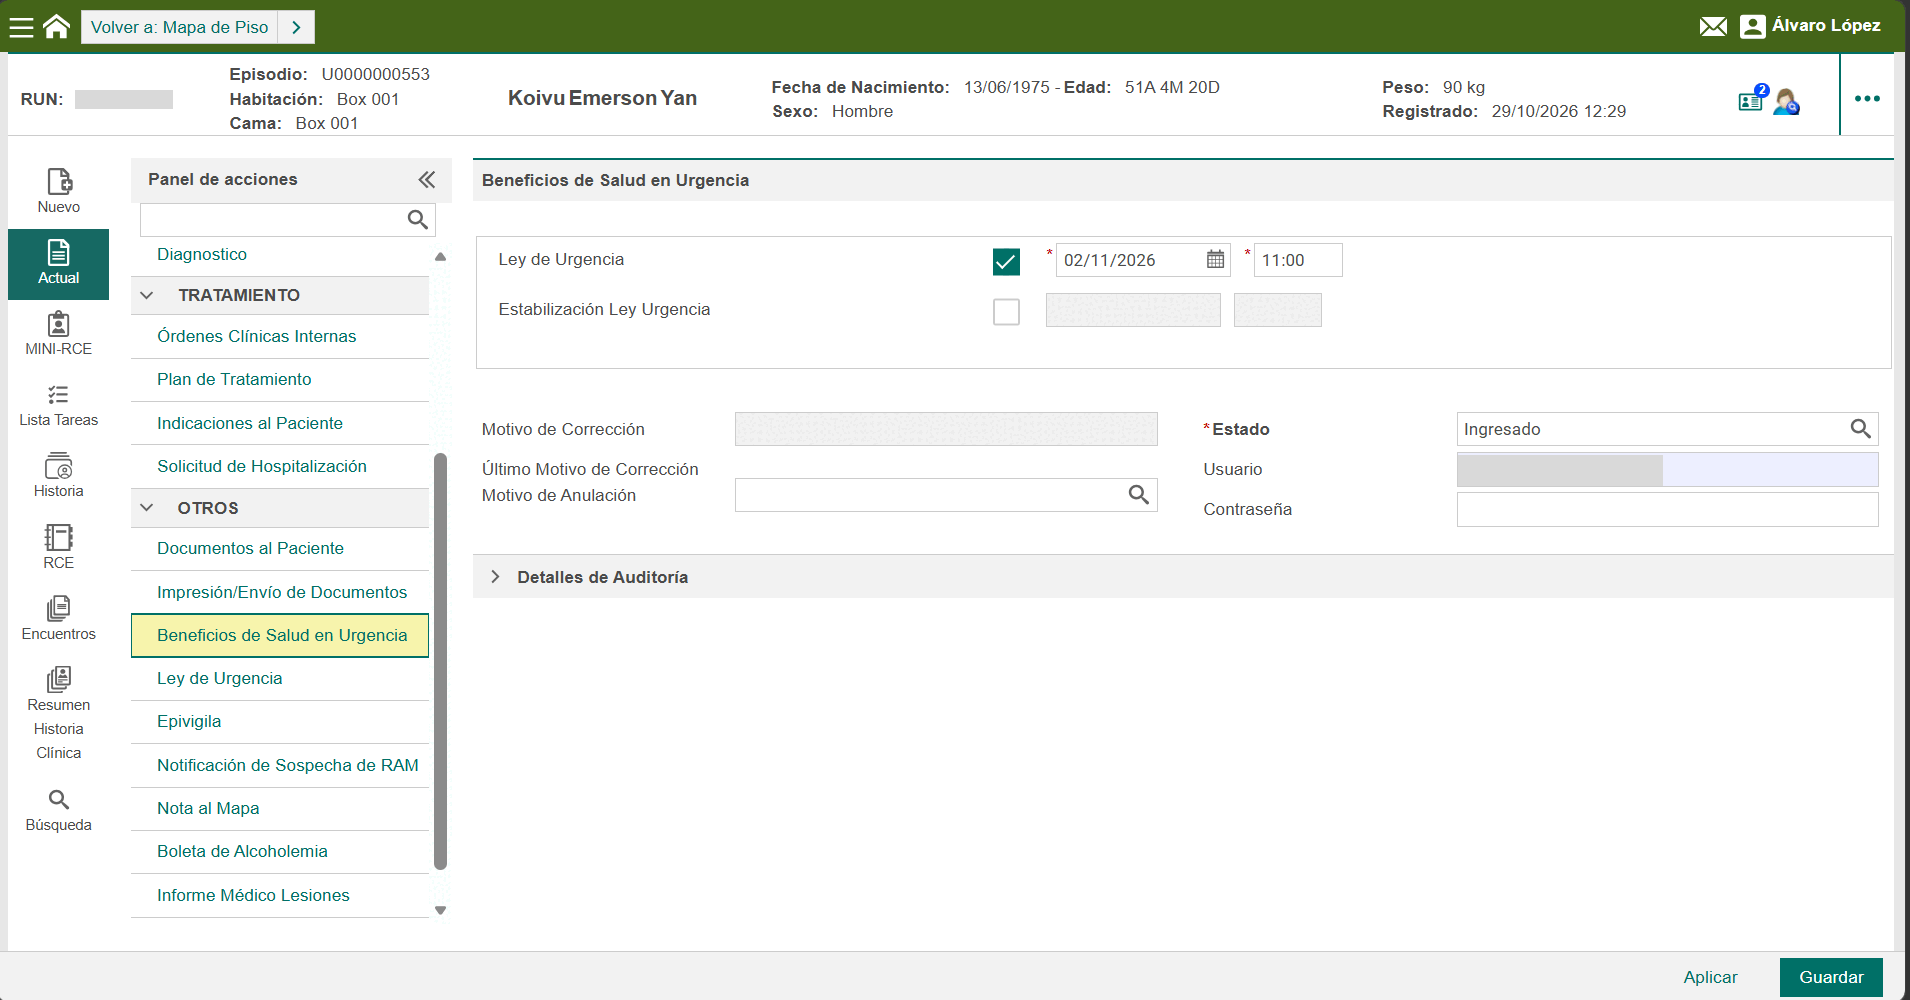 Volver a: Mapa de Piso
Álvaro López
RUN:
Episodio: U0000000553
Habitación: Box 001
Cama: Box 001
Koivu Emerson Yan
Fecha de Nacimiento: 13/06/1975 - Edad: 51A 4M 20D
Sexo: Hombre
Peso: 90 kg
Registrado: 29/10/2026 12:29
2
Nuevo
Actual
MINI-RCE
Lista Tareas
Historia
RCE
Encuentros
Resumen
Historia
Clínica
Búsqueda
Panel de acciones
Diagnostico
TRATAMIENTO
Órdenes Clínicas Internas
Plan de Tratamiento
Indicaciones al Paciente
Solicitud de Hospitalización
OTROS
Documentos al Paciente
Impresión/Envío de Documentos
Beneficios de Salud en Urgencia
Ley de Urgencia
Epivigila
Notificación de Sospecha de RAM
Nota al Mapa
Boleta de Alcoholemia
Informe Médico Lesiones
Beneficios de Salud en Urgencia
Ley de Urgencia * 02/11/2026 * 11:00
Estabilización Ley Urgencia
Motivo de Corrección
Último Motivo de Corrección
Motivo de Anulación
*Estado Ingresado
Usuario
Contraseña
Detalles de Auditoría
Aplicar
Guardar